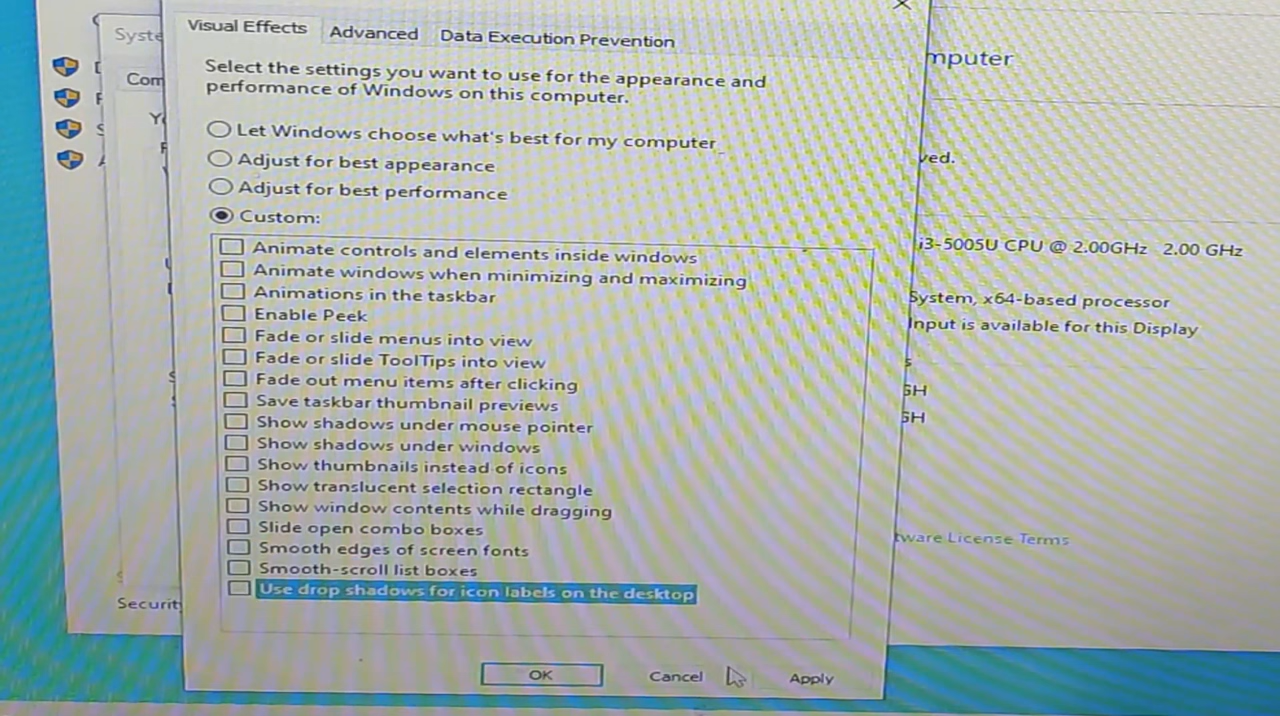 Visual Effects
Advanced
Data Execution Prevention
Select the settings you want to use for the appearance and
performance of Windows on this computer.
Let Windows choose what's best for my computer
Adjust for best appearance
Adjust for best performance
Custom:
Animate controls and elements inside windows
Animate windows when minimizing and maximizing
Animations in the taskbar
Enable Peek
Fade or slide menus into view
Fade or slide ToolTips into view
Fade out menu items after clicking
Save taskbar thumbnail previews
Show shadows under mouse pointer
Show shadows under windows
Show thumbnails instead of icons
Show translucent selection rectangle
Show window contents while dragging
Slide open combo boxes
Smooth edges of screen fonts
Smooth-scroll list boxes
Use drop shadows for icon labels on the desktop
OK
Cancel
Apply
Syste
Com
Securit
mputer
ved.
i3-5005U CPU @ 2.00GHz 2.00 GHz
System, x64-based processor
Input is available for this Display
GH
GH
tware License Terms